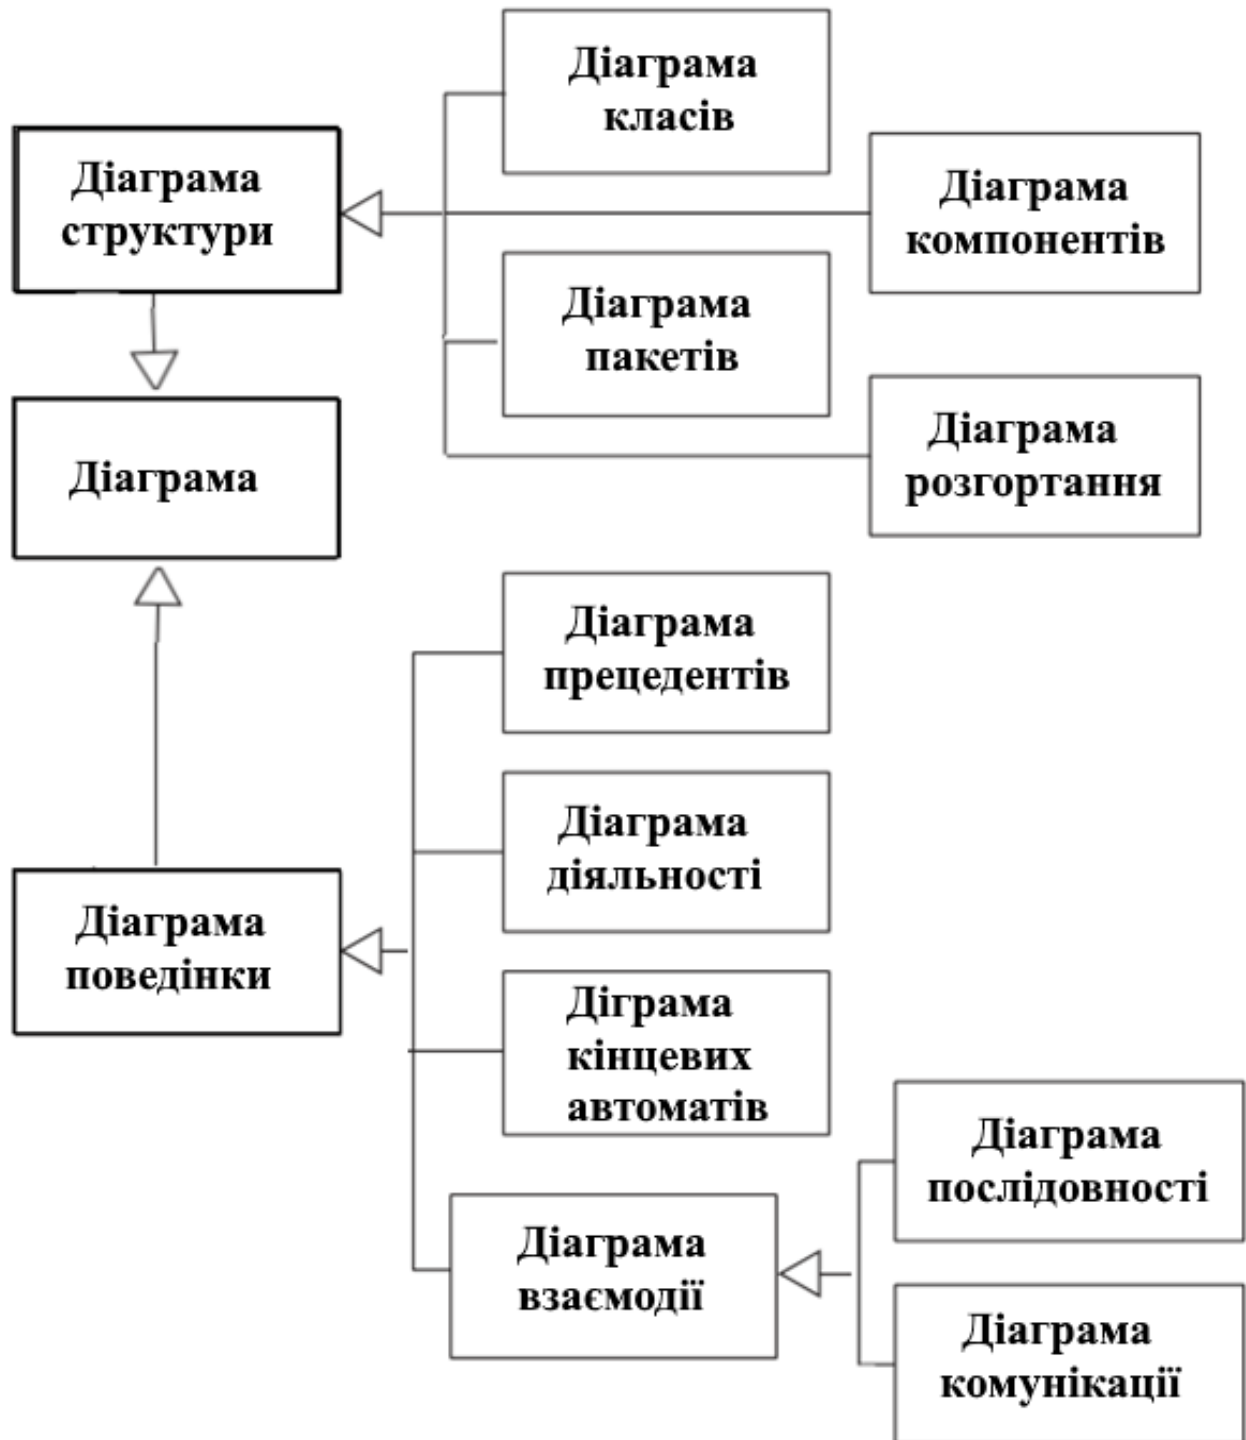 Діаграма
класів
Діаграма
структури
Діаграма
компонентів
Діаграма
пакетів
Діаграма
Діаграма
розгортання
Діаграма
прецедентів
Діаграма
діяльності
Діаграма
поведінки
Діграма
кінцевих
автоматів
Діаграма
послідовності
Діаграма
взаємодії
Діаграма
комунікації